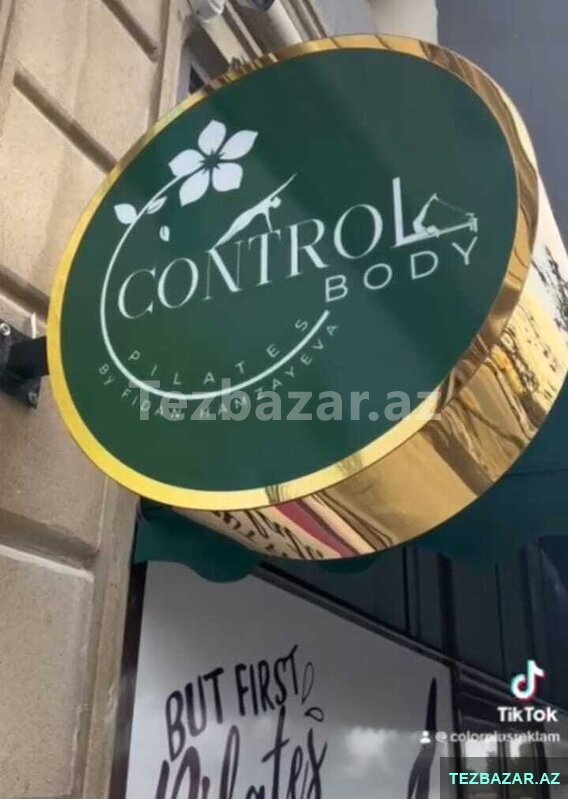 CONTROL
BODY
PILATES
By FIDAN HAMZAYEVA
Tezbazar.az
BUT FIRST
Pilates
TikTok
@colorplusreklam
TEZBAZAR.AZ